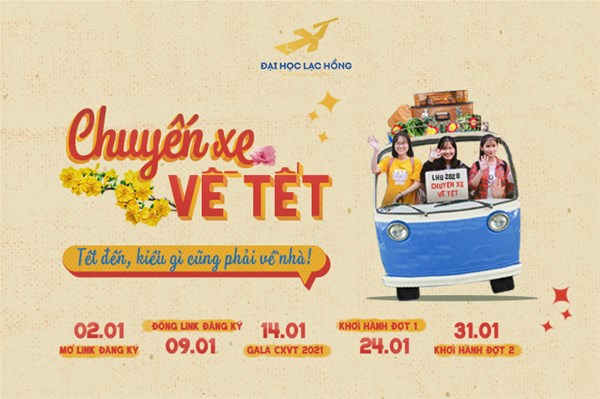 ĐẠI HỌC LẠC HỒNG
Chuyến xe
VỀ TẾT
Tết đến, kiểu gì cũng phải về nhà!
LHU 2020
CHUYẾN XE
VỀ TẾT
02.01
MỞ LINK ĐĂNG KÝ
ĐÓNG LINK ĐĂNG KÝ
09.01
14.01
GALA CXVT 2021
KHỞI HÀNH ĐỢT 1
24.01
31.01
KHỞI HÀNH ĐỢT 2